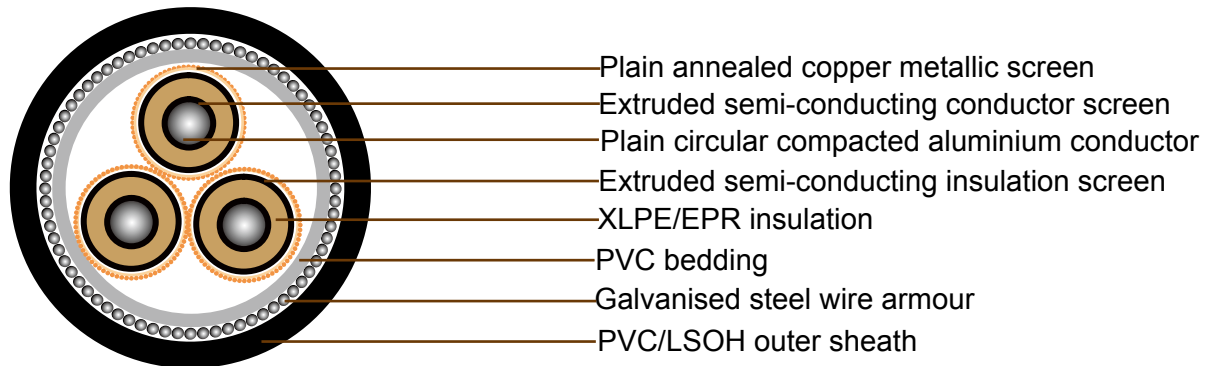 Plain annealed copper metallic screen
Extruded semi-conducting conductor screen
Plain circular compacted aluminium conductor
Extruded semi-conducting insulation screen
XLPE/EPR insulation
PVC bedding
Galvanised steel wire armour
PVC/LSOH outer sheath